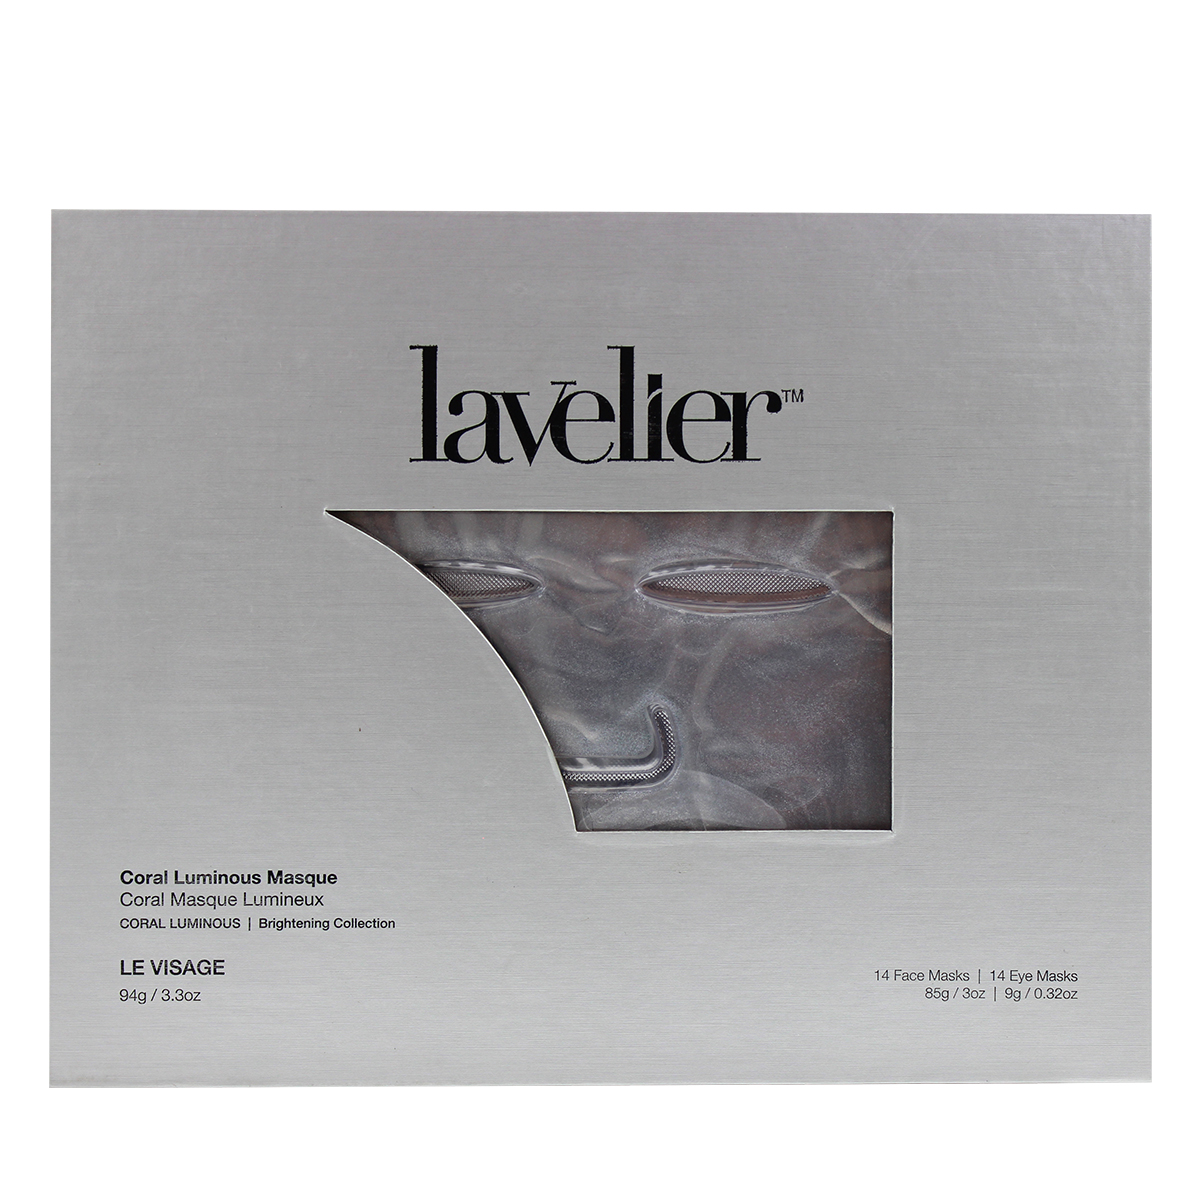 lavelier™
Coral Luminous Masque
Coral Masque Lumineux
CORAL LUMINOUS | Brightening Collection
LE VISAGE
94g / 3.3oz
14 Face Masks | 14 Eye Masks
85g / 3oz | 9g / 0.32oz